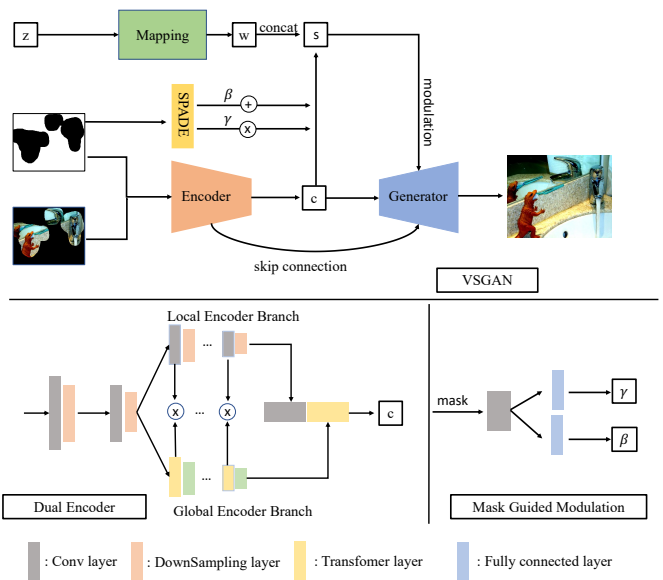 z
Mapping
w
concat
s
SPADE
β
+
γ
x
modulation
Encoder
c
Generator
skip connection
VSGAN
Local Encoder Branch
...
...
mask
γ
x
...
x
c
β
...
...
Dual Encoder
Global Encoder Branch
Mask Guided Modulation
: Conv layer
: DownSampling layer
: Transfomer layer
: Fully connected layer